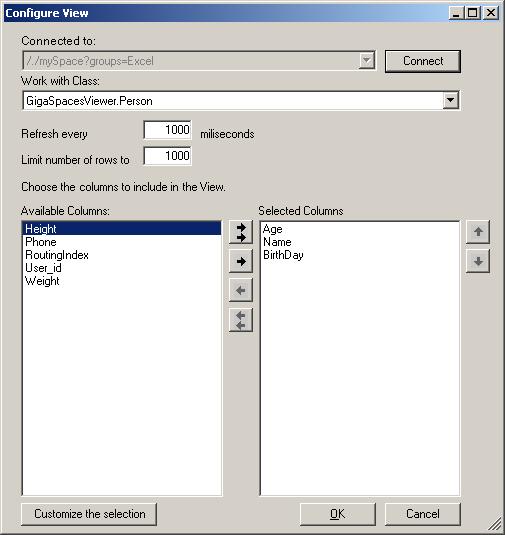 Configure View
Connected to:
/./mySpace?groups=Excel
Connect
Work with Class:
GigaSpacesViewer.Person
Refresh every 1000 miliseconds
Limit number of rows to 1000
Choose the columns to include in the View.
Available Columns:
Height
Phone
RoutingIndex
User_id
Weight
Selected Columns
Age
Name
BirthDay
Customize the selection
OK
Cancel